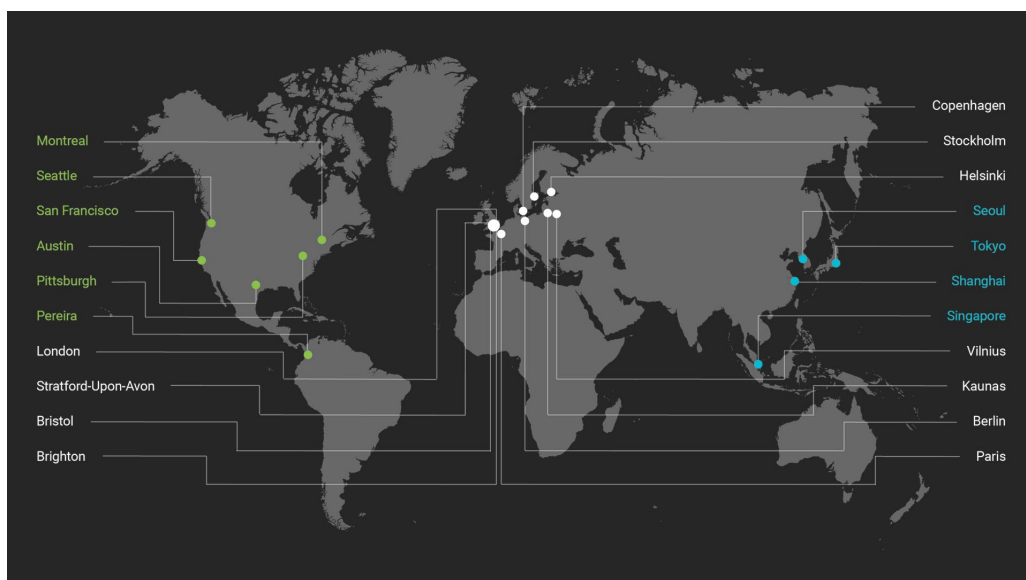 Montreal
Seattle
San Francisco
Austin
Pittsburgh
Pereira
London
Stratford-Upon-Avon
Bristol
Brighton
Copenhagen
Stockholm
Helsinki
Seoul
Tokyo
Shanghai
Singapore
Vilnius
Kaunas
Berlin
Paris